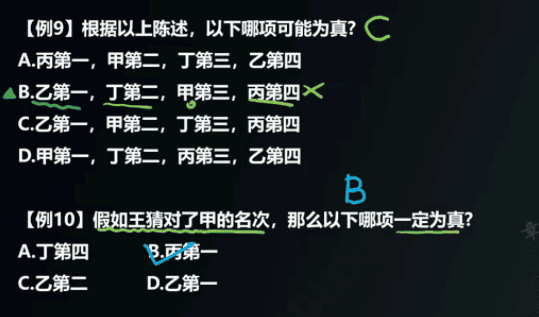 【例9】根据以上陈述，以下哪项可能为真? C
A.丙第一，甲第二，丁第三，乙第四
B.乙第一，丁第二，甲第三，丙第四
C.乙第一，甲第二，丁第三，丙第四
D.甲第一，丁第二，丙第三，乙第四
B
【例10】假如王猜对了甲的名次，那么以下哪项一定为真?
A.丁第四 B.丙第一
C.乙第二 D.乙第一